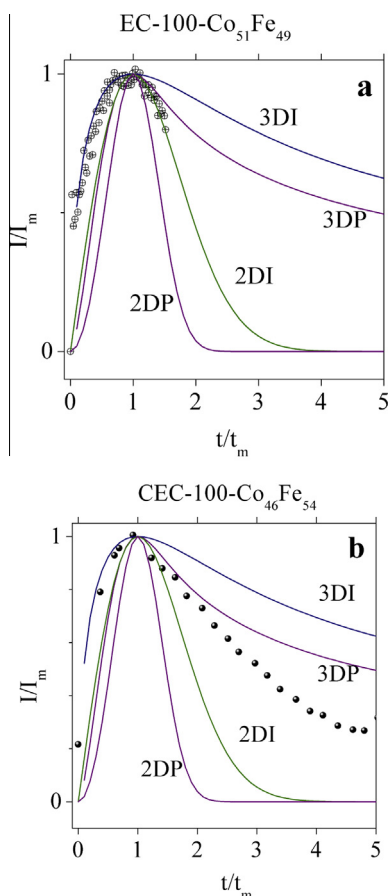 EC-100-Co51Fe49
a
1
3DI
3DP
2DI
2DP
I/Im
0
0 1 2 3 4 5
t/tm
CEC-100-Co46Fe54
b
1
3DI
3DP
2DI
2DP
I/Im
0
0 1 2 3 4 5
t/tm